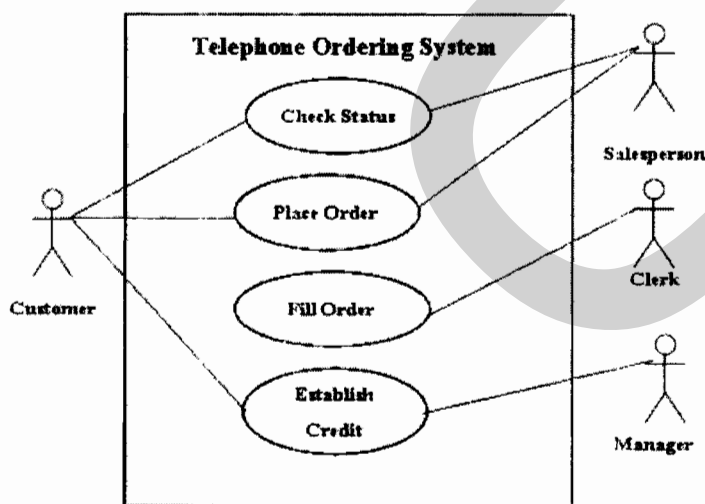 Telephone Ordering System
Check Status
Salesperson
Place Order
Clerk
Customer
Fill Order
Establish
Credit
Manager